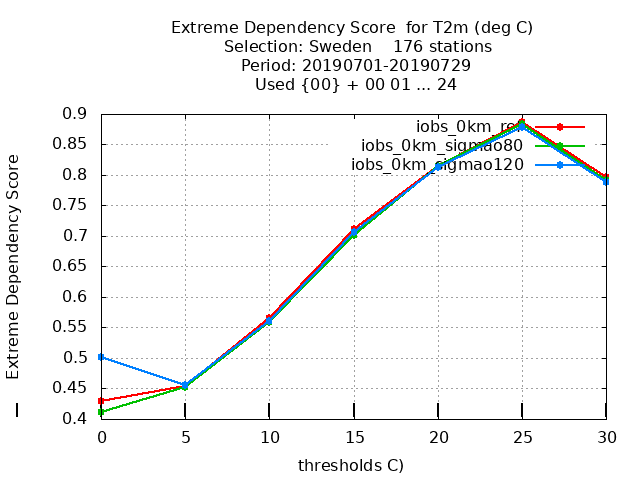 Extreme Dependency Score  for T2m (deg C)
Selection: Sweden    176 stations
Period: 20190701-20190729
Used {00} + 00 01 ... 24
Extreme Dependency Score
0.9
0.85
0.8
0.75
0.7
0.65
0.6
0.55
0.5
0.45
0.4
iobs_0km_ref
iobs_0km_sigmao80
iobs_0km_sigmao120
0 5 10 15 20 25 30
thresholds C)